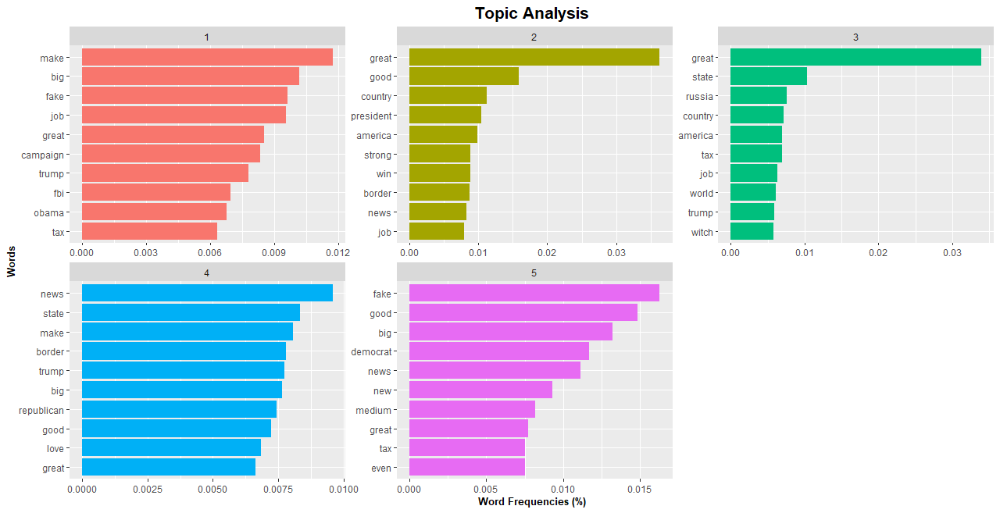 Topic Analysis
1
make
big
fake
job
great
campaign
trump
fbi
obama
tax
0.000 0.003 0.006 0.009 0.012
2
great
good
country
president
america
strong
win
border
news
job
0.00 0.01 0.02 0.03
3
great
state
russia
country
america
tax
job
world
trump
witch
0.00 0.01 0.02 0.03
Words
4
news
state
make
border
trump
big
republican
good
love
great
0.0000 0.0025 0.0050 0.0075 0.0100
5
fake
good
big
democrat
news
new
medium
great
tax
even
0.000 0.005 0.010 0.015
Word Frequencies (%)